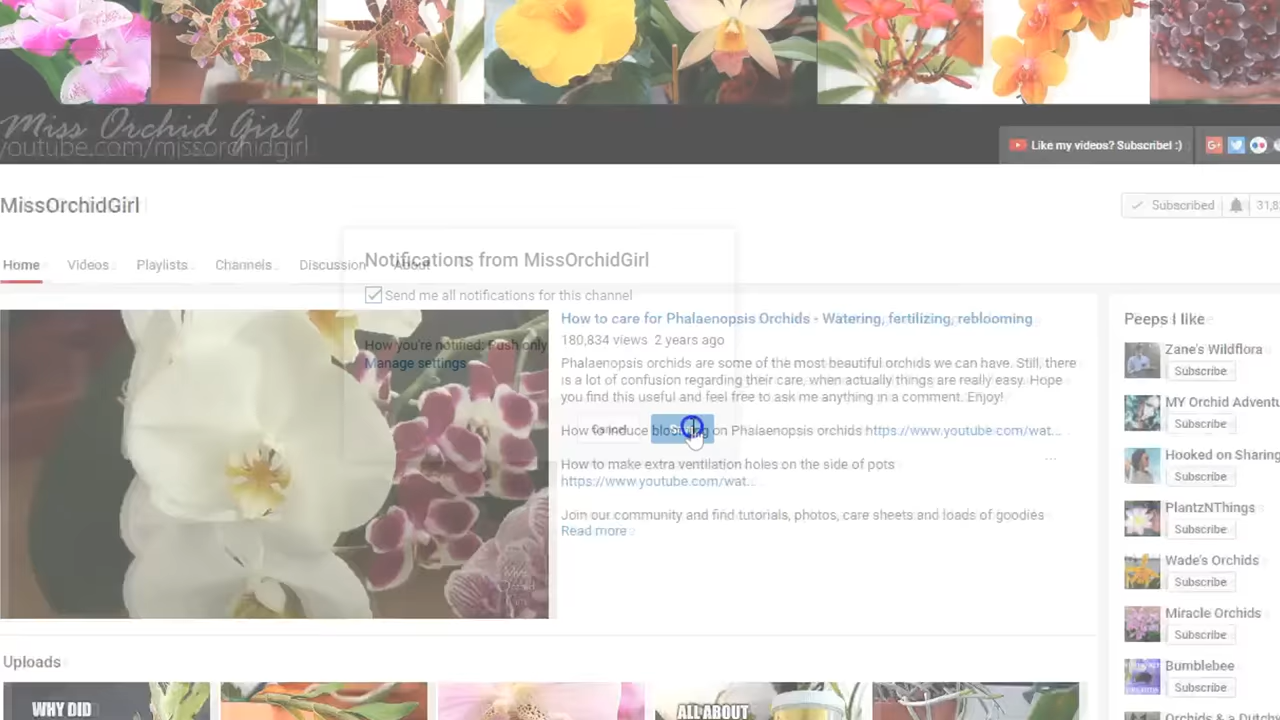 Miss Orchid Girl
/outube.com/missorchidgirl
Like my videos? Subscribe! :)
MissOrchidGirl
Subscribed
31,8
Home Videos Playlists Channels Discussion About
Notifications from MissOrchidGirl
Send me all notifications for this channel
How you're notified: Push only
Manage settings
Cancel
How to care for Phalaenopsis Orchids - Watering, fertilizing, reblooming
180,834 views 2 years ago
Phalaenopsis orchids are some of the most beautiful orchids we can have. Still, there
is a lot of confusion regarding their care, when actually things are really easy. Hope
you find this useful and feel free to ask me anything in a comment. Enjoy!
How to induce blooming on Phalaenopsis orchids https://www.youtube.com/wat...
How to make extra ventilation holes on the side of pots
https://www.youtube.com/wat...
Join our community and find tutorials, photos, care sheets and loads of goodies
Read more
Peeps I like
Zane's Wildflora
Subscribe
MY Orchid Adventu
Subscribe
Hooked on Sharing
Subscribe
PlantzNThings
Subscribe
Wade's Orchids
Subscribe
Miracle Orchids
Subscribe
Bumblebee
Subscribe
Orchids & a Dutchy
Uploads
WHY DID
ALL ABOUT